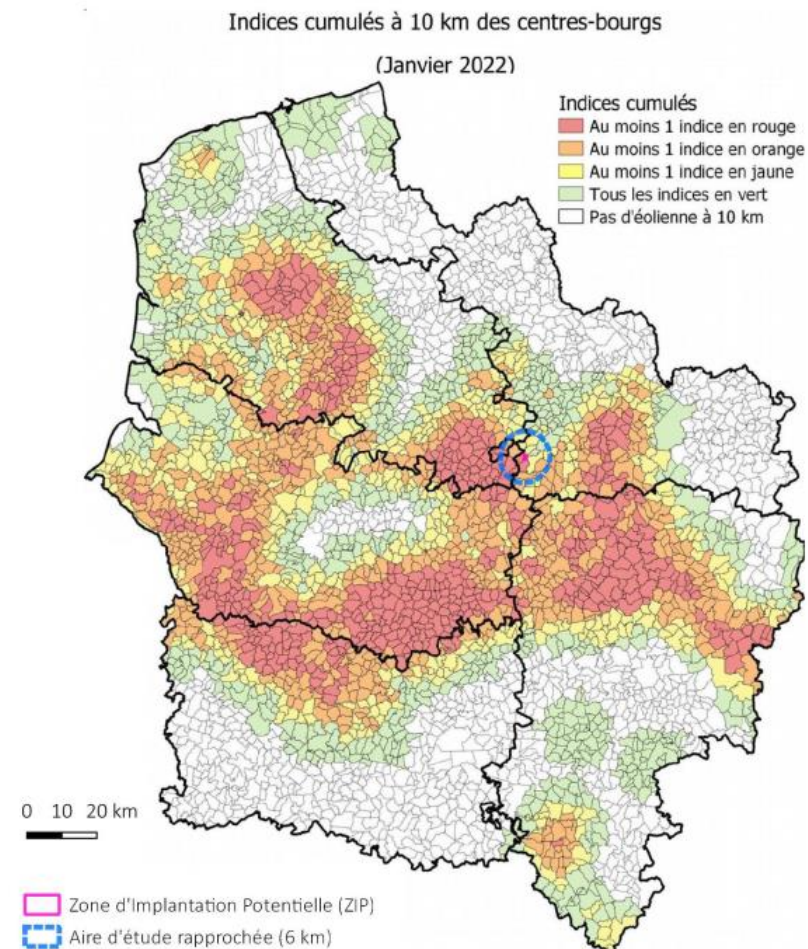 Indices cumulés à 10 km des centres-bourgs
(Janvier 2022)
Indices cumulés
Au moins 1 indice en rouge
Au moins 1 indice en orange
Au moins 1 indice en jaune
Tous les indices en vert
Pas d'éolienne à 10 km
0 10 20 km
Zone d'Implantation Potentielle (ZIP)
Aire d'étude rapprochée (6 km)